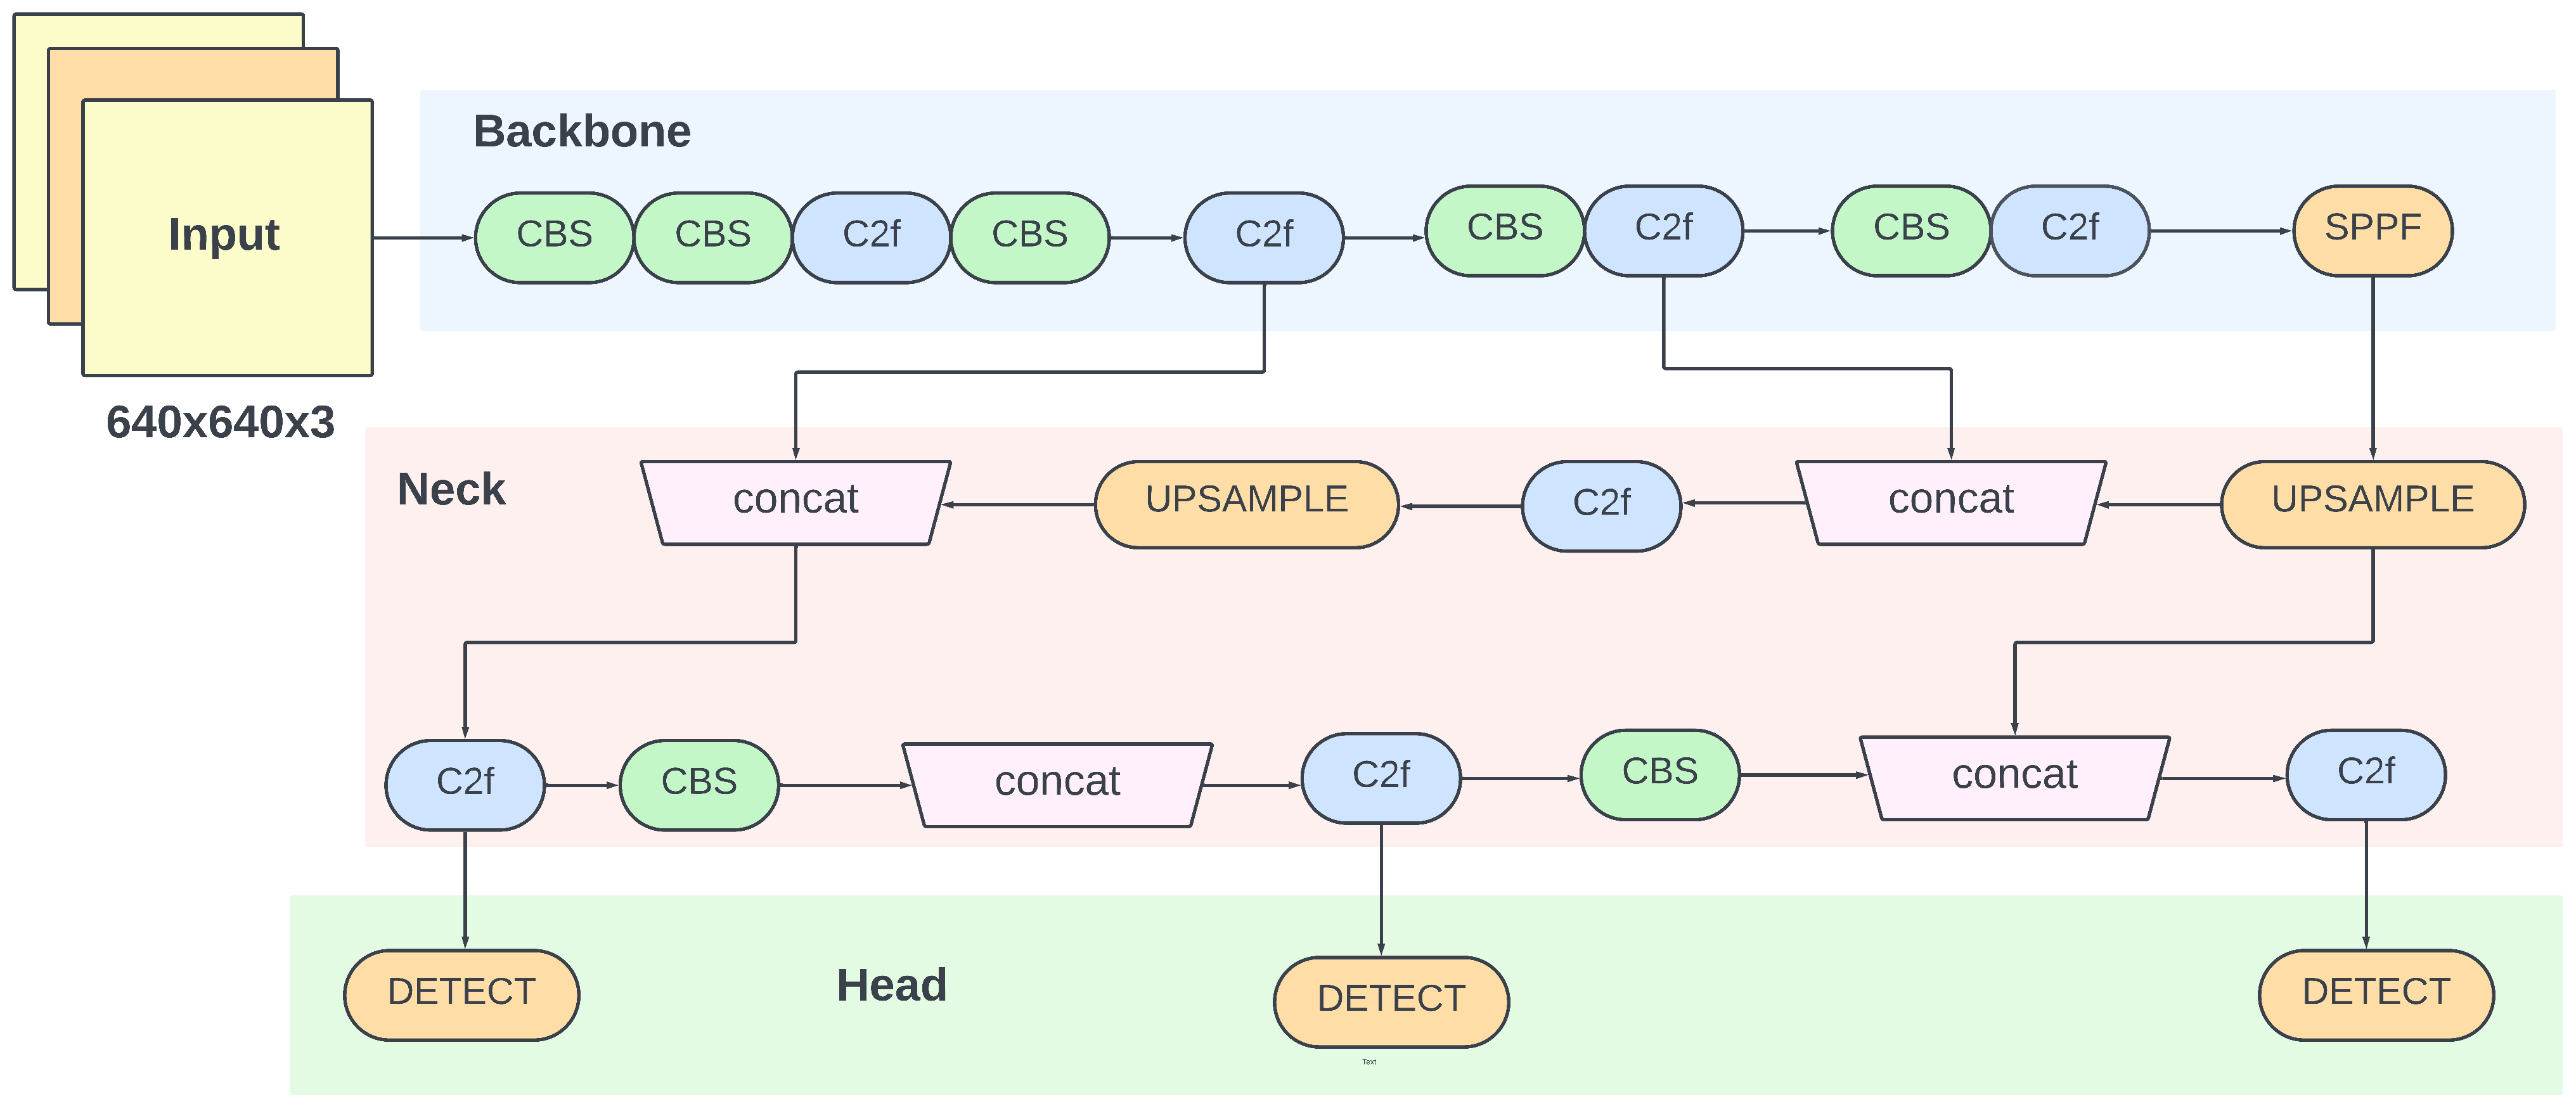 Backbone
Input
CBS
CBS
C2f
CBS
C2f
CBS
C2f
CBS
C2f
SPPF
640x640x3
Neck
concat
UPSAMPLE
C2f
concat
UPSAMPLE
C2f
CBS
concat
C2f
CBS
concat
C2f
Head
DETECT
DETECT
DETECT
Text